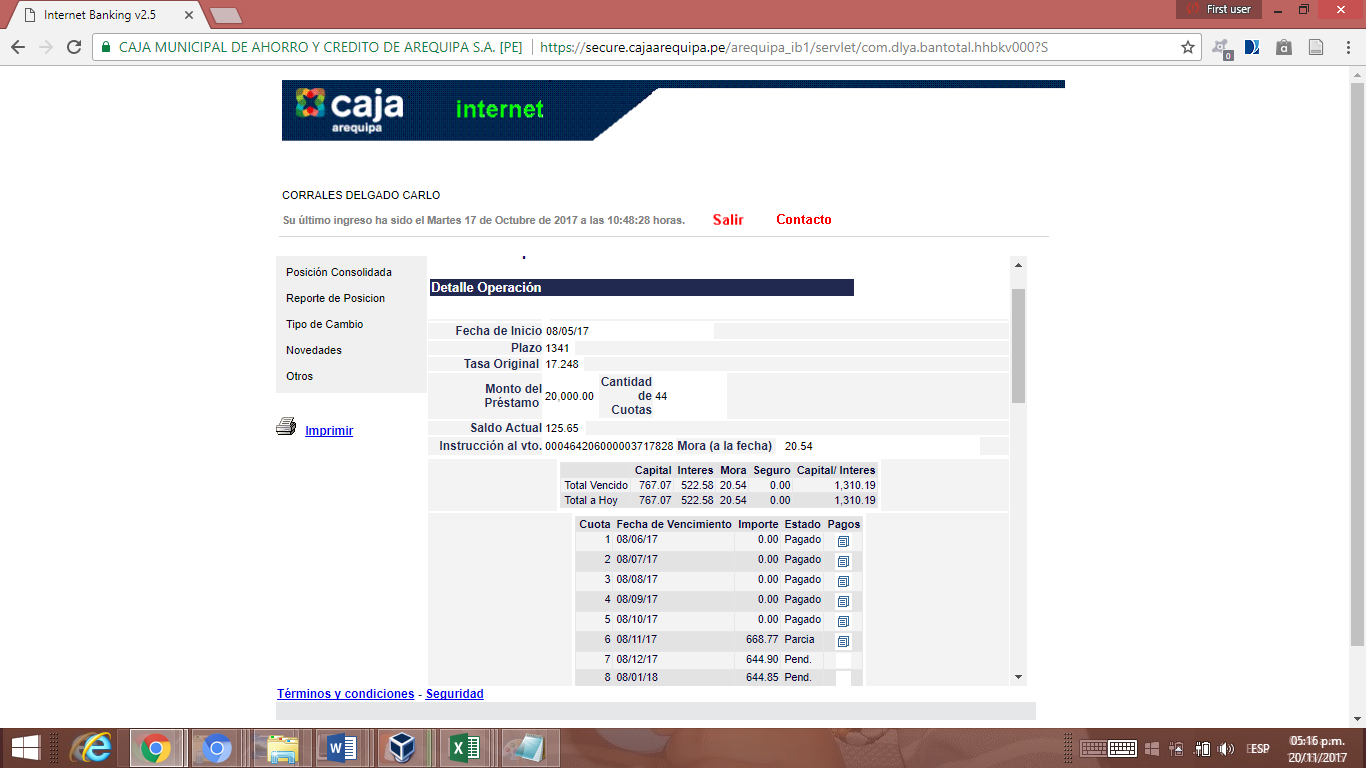 Internet Banking v2.5
First user
CAJA MUNICIPAL DE AHORRO Y CREDITO DE AREQUIPA S.A. [PE] https://secure.cajaarequipa.pe/arequipa_ib1/servlet/com.dlya.bantotal.hhbkv000?S
0
caja
arequipa
internet
CORRALES DELGADO CARLO
Su último ingreso ha sido el Martes 17 de Octubre de 2017 a las 10:48:28 horas. Salir Contacto
Posición Consolidada
Reporte de Posicion
Tipo de Cambio
Novedades
Otros
Imprimir
Detalle Operación
Fecha de Inicio 08/05/17
Plazo 1341
Tasa Original 17.248
Monto del Préstamo 20,000.00 Cantidad de Cuotas 44
Saldo Actual 125.65
Instrucción al vto. 000464206000003717828 Mora (a la fecha) 20.54
Capital Interes Mora Seguro Capital/ Interes
Total Vencido 767.07 522.58 20.54 0.00 1,310.19
Total a Hoy 767.07 522.58 20.54 0.00 1,310.19
Cuota Fecha de Vencimiento Importe Estado Pagos
1 08/06/17 0.00 Pagado
2 08/07/17 0.00 Pagado
3 08/08/17 0.00 Pagado
4 08/09/17 0.00 Pagado
5 08/10/17 0.00 Pagado
6 08/11/17 668.77 Parcia
7 08/12/17 644.90 Pend.
8 08/01/18 644.85 Pend.
Términos y condiciones - Seguridad
ESP
05:16 p.m.
20/11/2017